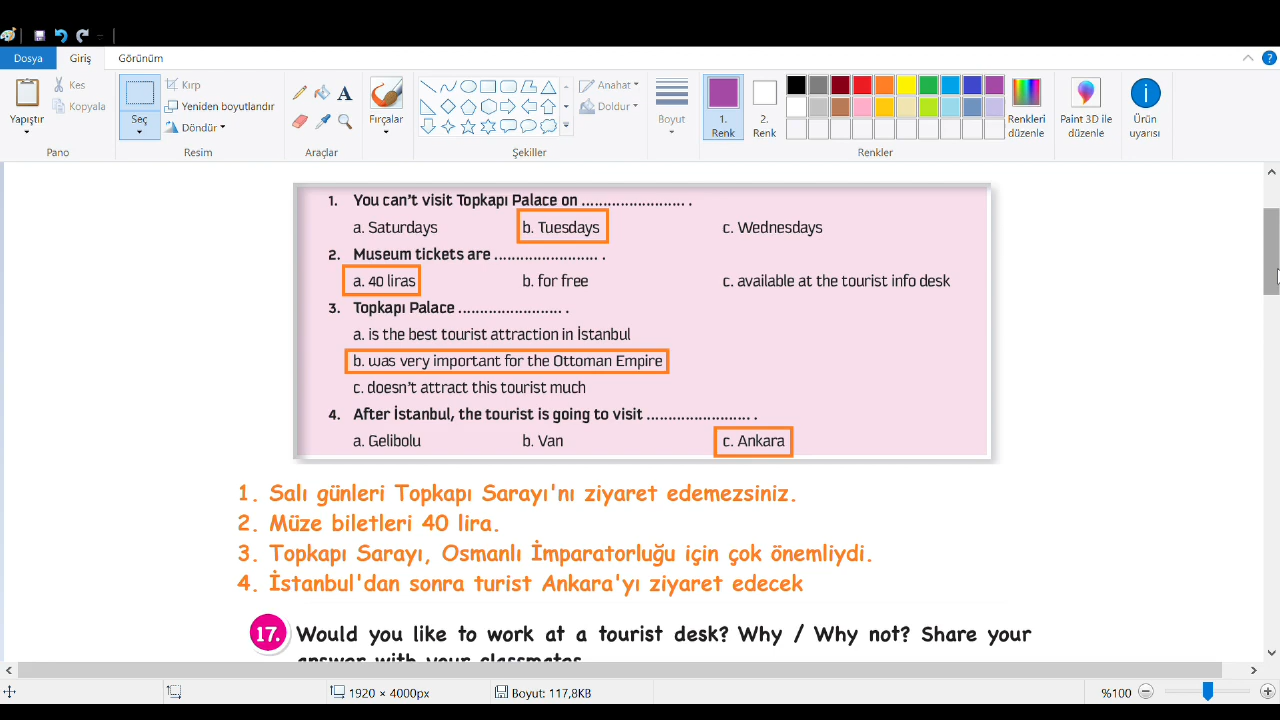 Dosya Giriş Görünüm
Yapıştır
Kes
Kopyala
Pano
Seç
Kırp
Yeniden boyutlandır
Döndür
Resim
A
Araçlar
Fırçalar
Anahat
Doldur
Şekiller
Boyut
1. Renk
2. Renk
Renkleri düzenle
Renkler
Paint 3D ile düzenle
Ürün uyarısı
1. You can't visit Topkapı Palace on ........................ .
a. Saturdays b. Tuesdays c. Wednesdays
2. Museum tickets are ........................ .
a. 40 liras b. for free c. available at the tourist info desk
3. Topkapı Palace ........................ .
a. is the best tourist attraction in İstanbul
b. was very important for the Ottoman Empire
c. doesn't attract this tourist much
4. After İstanbul, the tourist is going to visit ........................ .
a. Gelibolu b. Van c. Ankara
1. Salı günleri Topkapı Sarayı'nı ziyaret edemezsiniz.
2. Müze biletleri 40 lira.
3. Topkapı Sarayı, Osmanlı İmparatorluğu için çok önemliydi.
4. İstanbul'dan sonra turist Ankara'yı ziyaret edecek
17. Would you like to work at a tourist desk? Why / Why not? Share your
answer with your classmates.
1920 × 4000px Boyut: 117,8KB %100